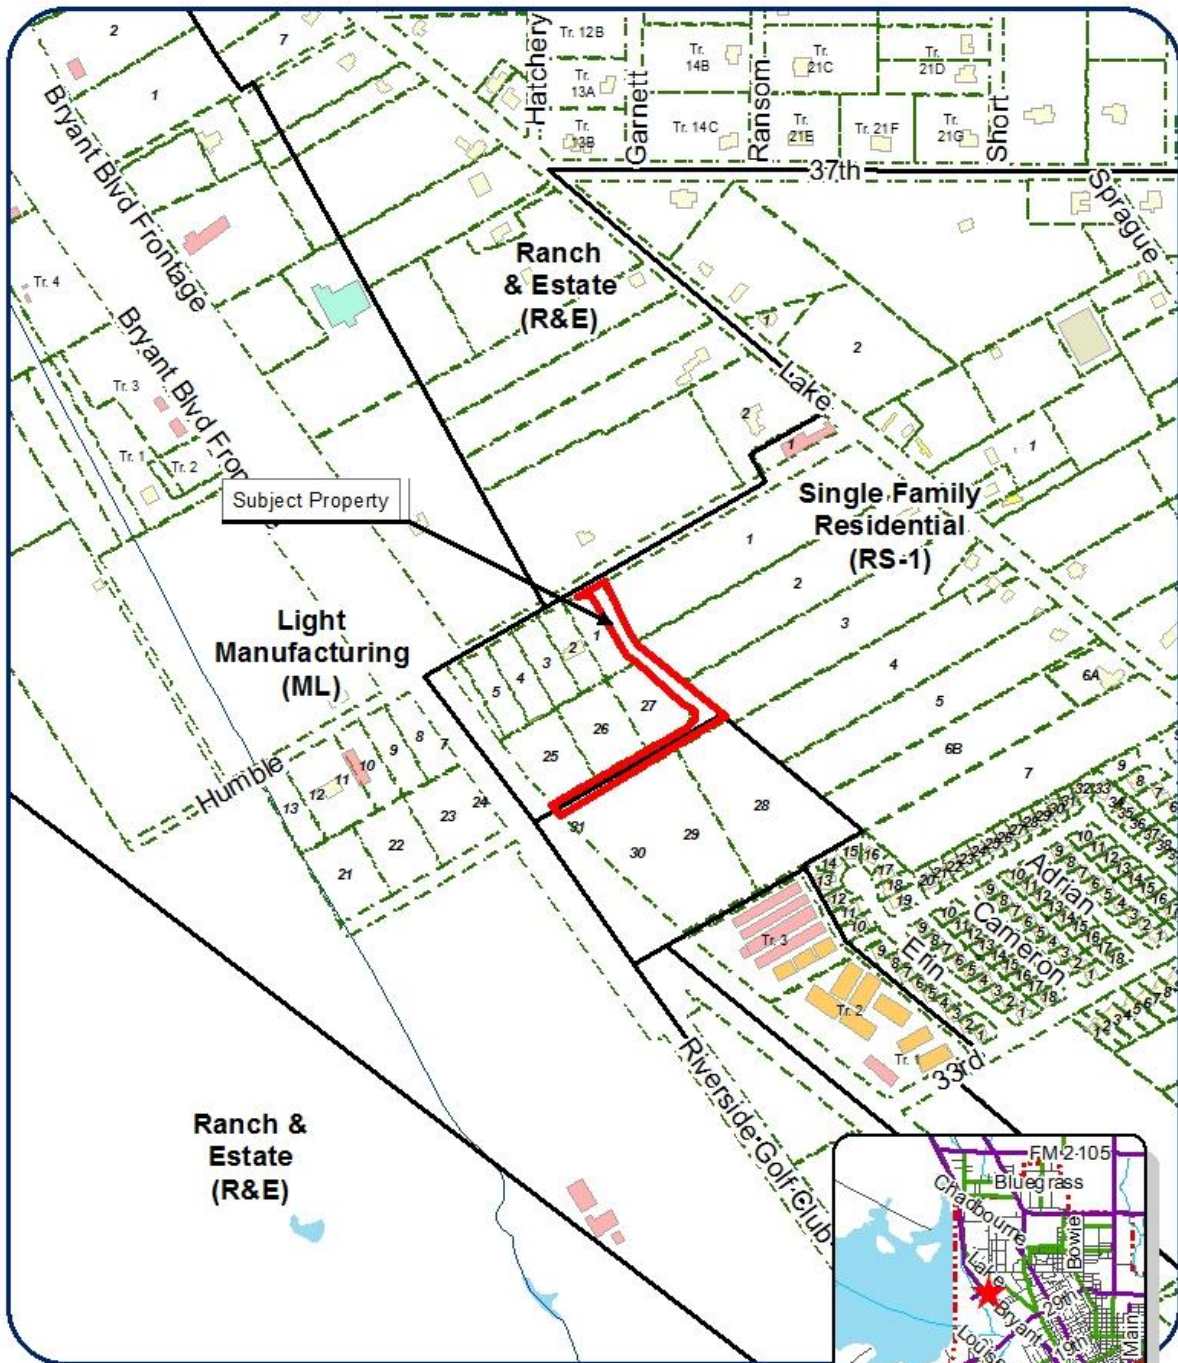 2
7
1
Tr. 12B
Tr.
13A
Tr.
13B
Hatchery
Garnett
Tr.
14B
Tr. 14C
Ransom
Tr.
21C
Tr.
21D
Tr.
21E
Tr. 21F
Tr.
21G
Short
37th
Sprague
Bryant Blvd Frontage
Tr. 4
Ranch
& Estate
(R&E)
Bryant Blvd Fron
Tr. 3
Tr. 1
Tr. 2
1
2
Lake
2
1
1
Subject Property
Single Family
Residential
(RS-1)
1
2
3
4
5
6A
6B
7
Light
Manufacturing
(ML)
1
2
3
4
5
27
26
25
28
29
30
31
Humble
13
12
11
10
9
8
7
24
23
22
21
Adrian
Cameron
Erin
Tr. 3
Tr. 2
Tr. 1
33rd
Riverside Golf Club
Ranch &
Estate
(R&E)
FM 2105
Bluegrass
Chadbourne
Bowie
Lake
Bryant
29th
19th
Main